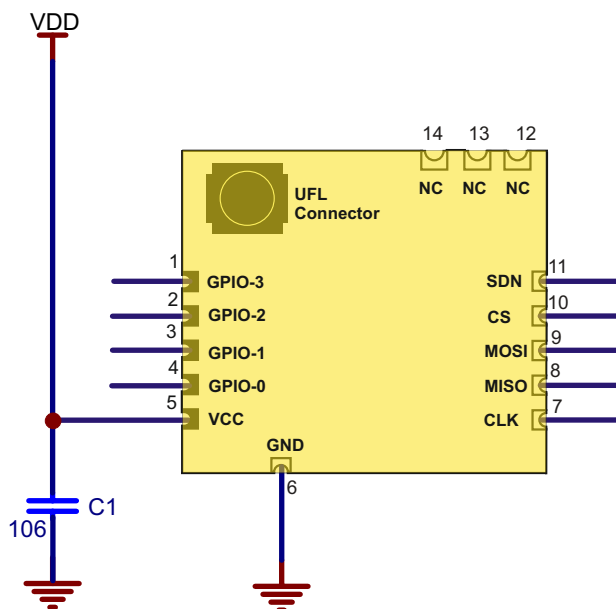 VDD
14 13 12
NC NC NC
UFL
Connector
1 GPIO-3
SDN 11
2 GPIO-2
CS 10
3 GPIO-1
MOSI 9
4 GPIO-0
MISO 8
5 VCC
CLK 7
GND
6
C1
106